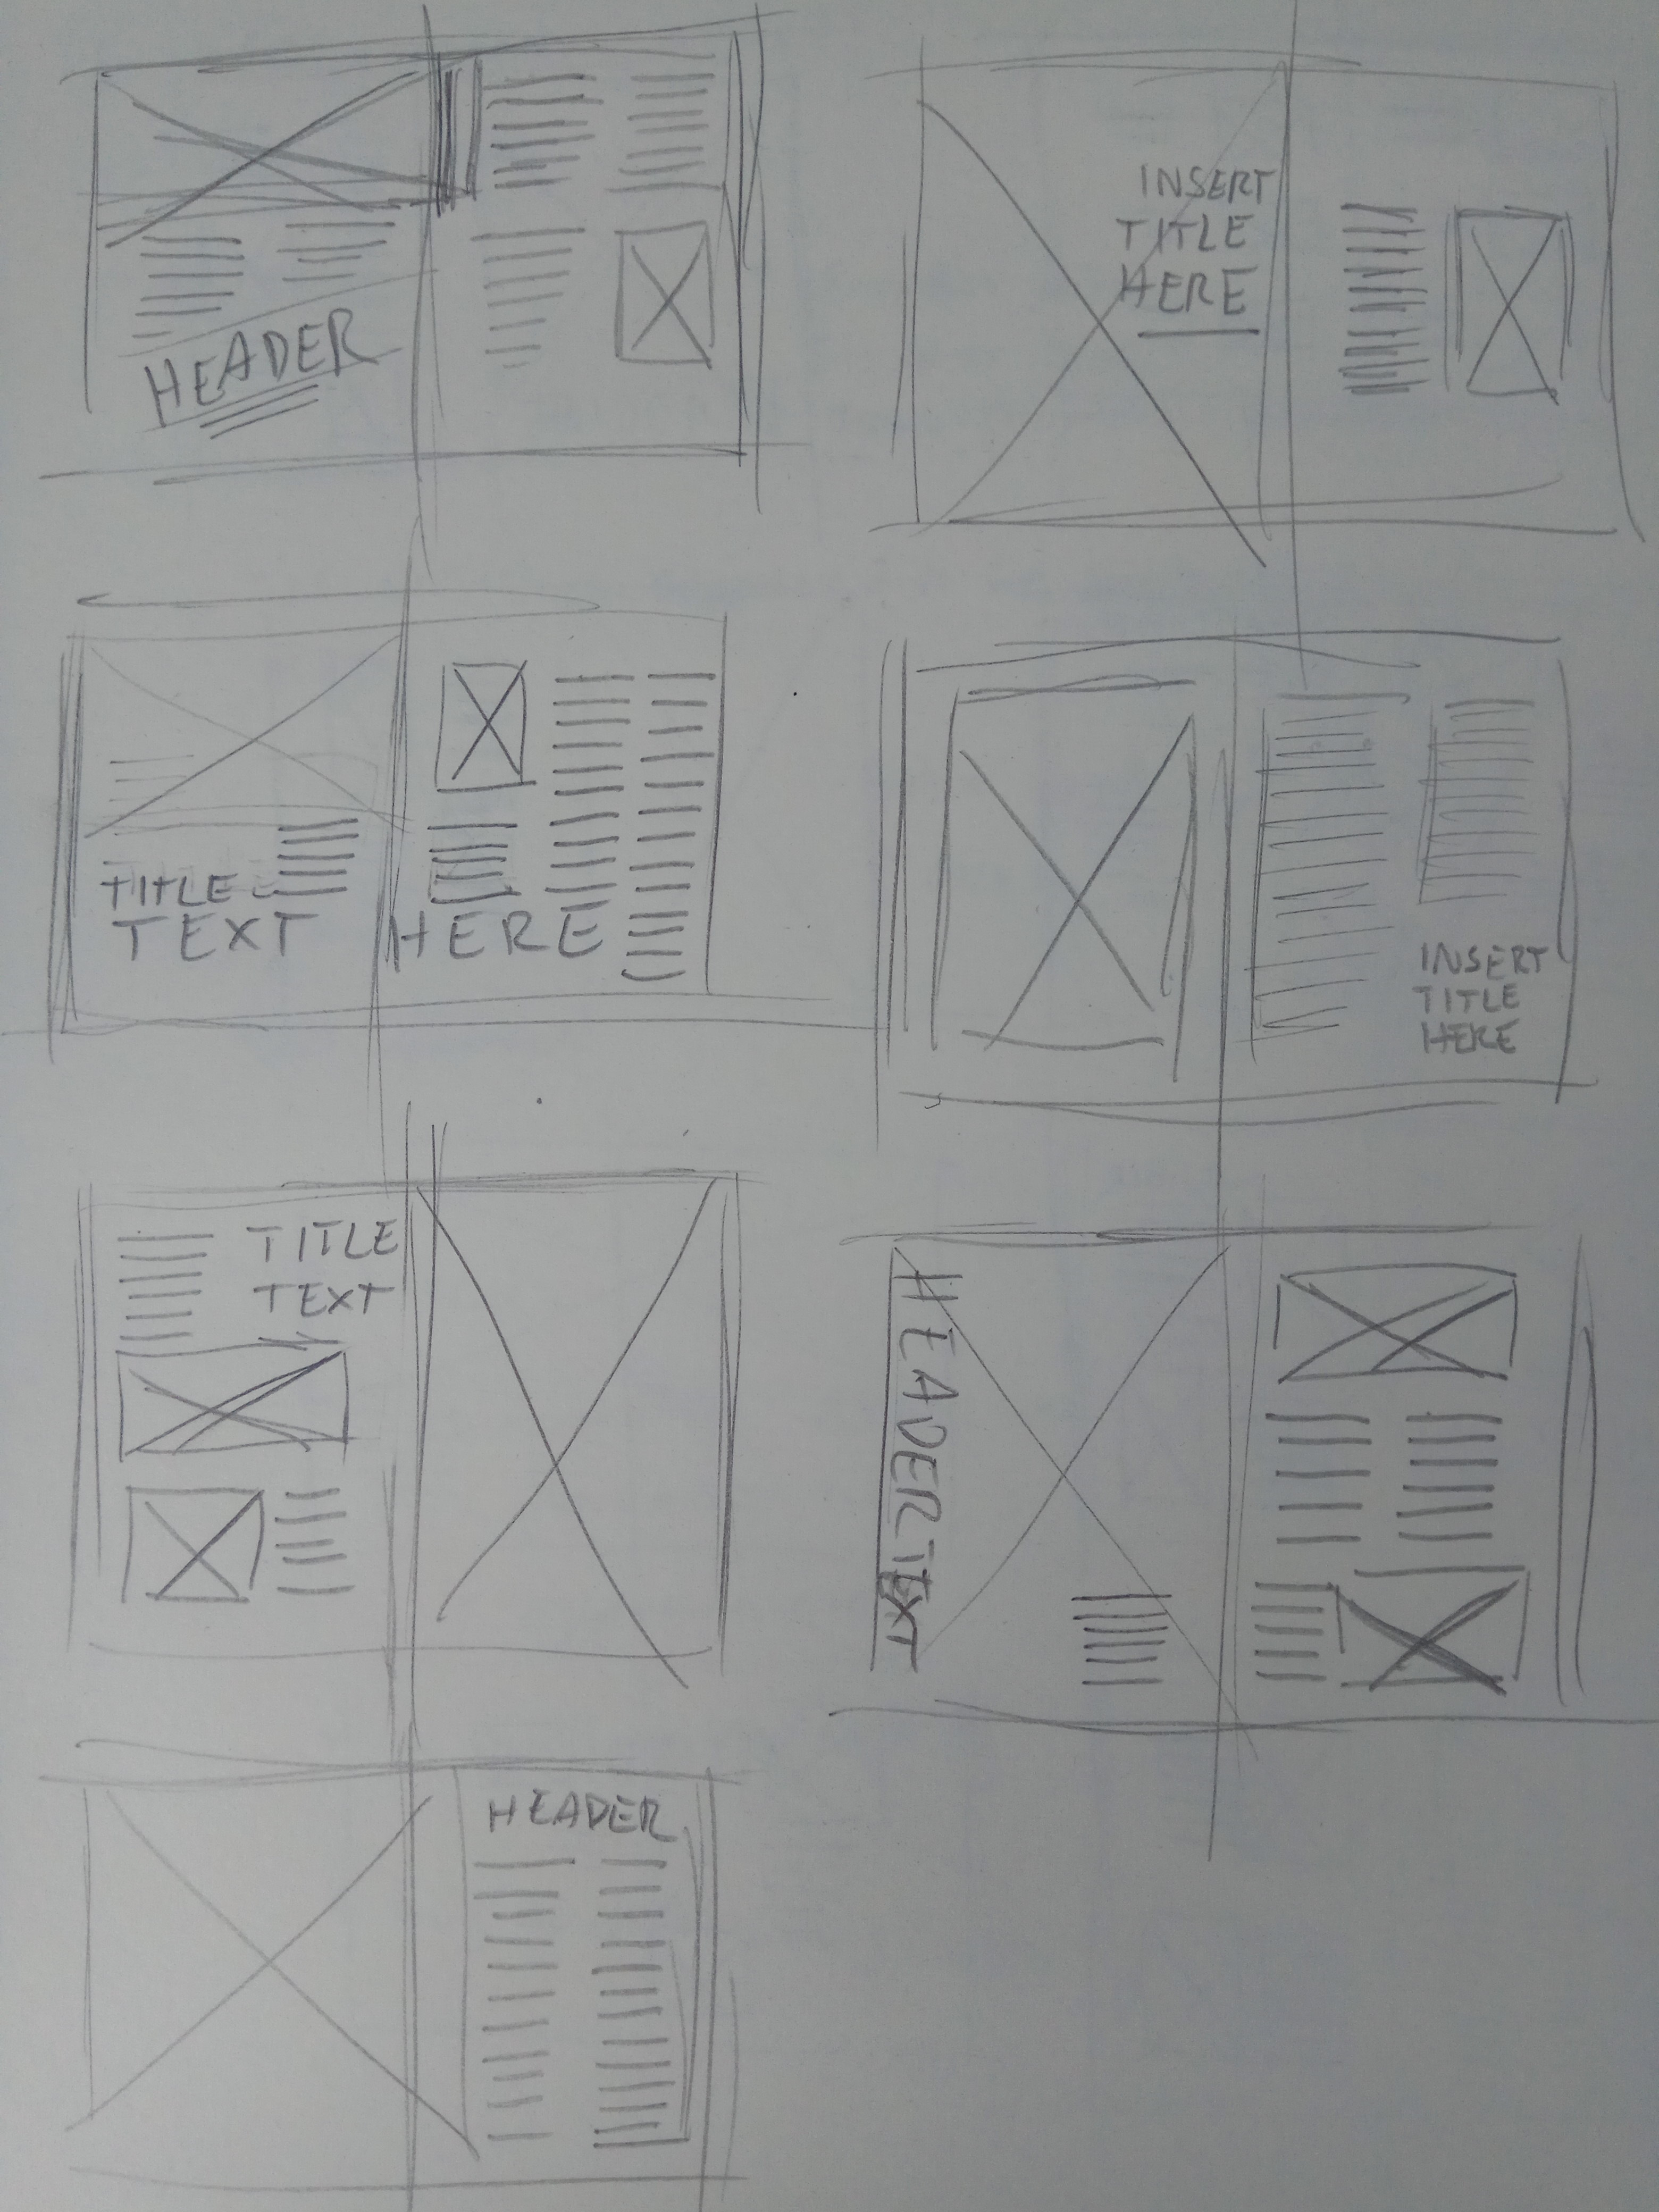 HEADER
INSERT
TITLE
HERE
TITLE
TEXT HERE
INSERT
TITLE
HERE
TITLE
TEXT
HEADER TEXT
HEADER